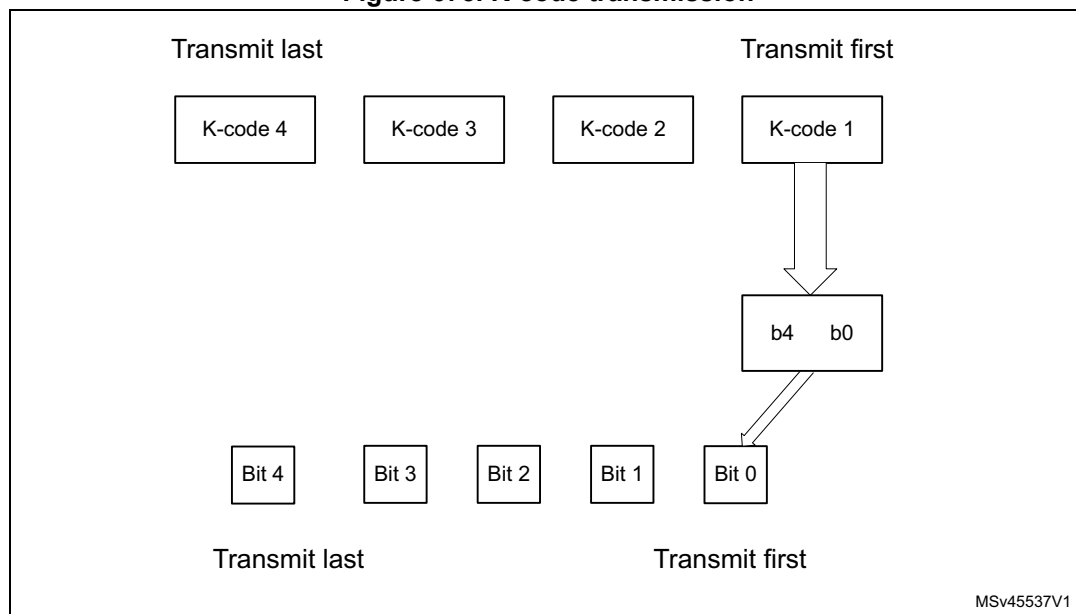 Transmit last Transmit first
K-code 4 K-code 3 K-code 2 K-code 1
b4 b0
Bit 4 Bit 3 Bit 2 Bit 1 Bit 0
Transmit last Transmit first
MSv45537V1